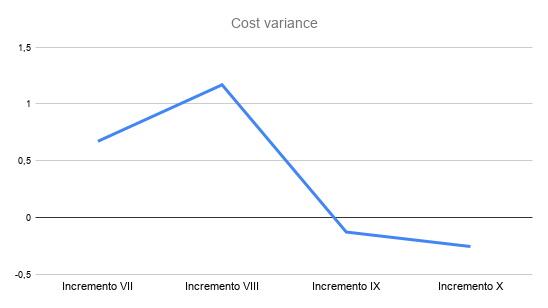 Cost variance
1,5
1
0,5
0
-0,5
Incremento VII Incremento VIII Incremento IX Incremento X